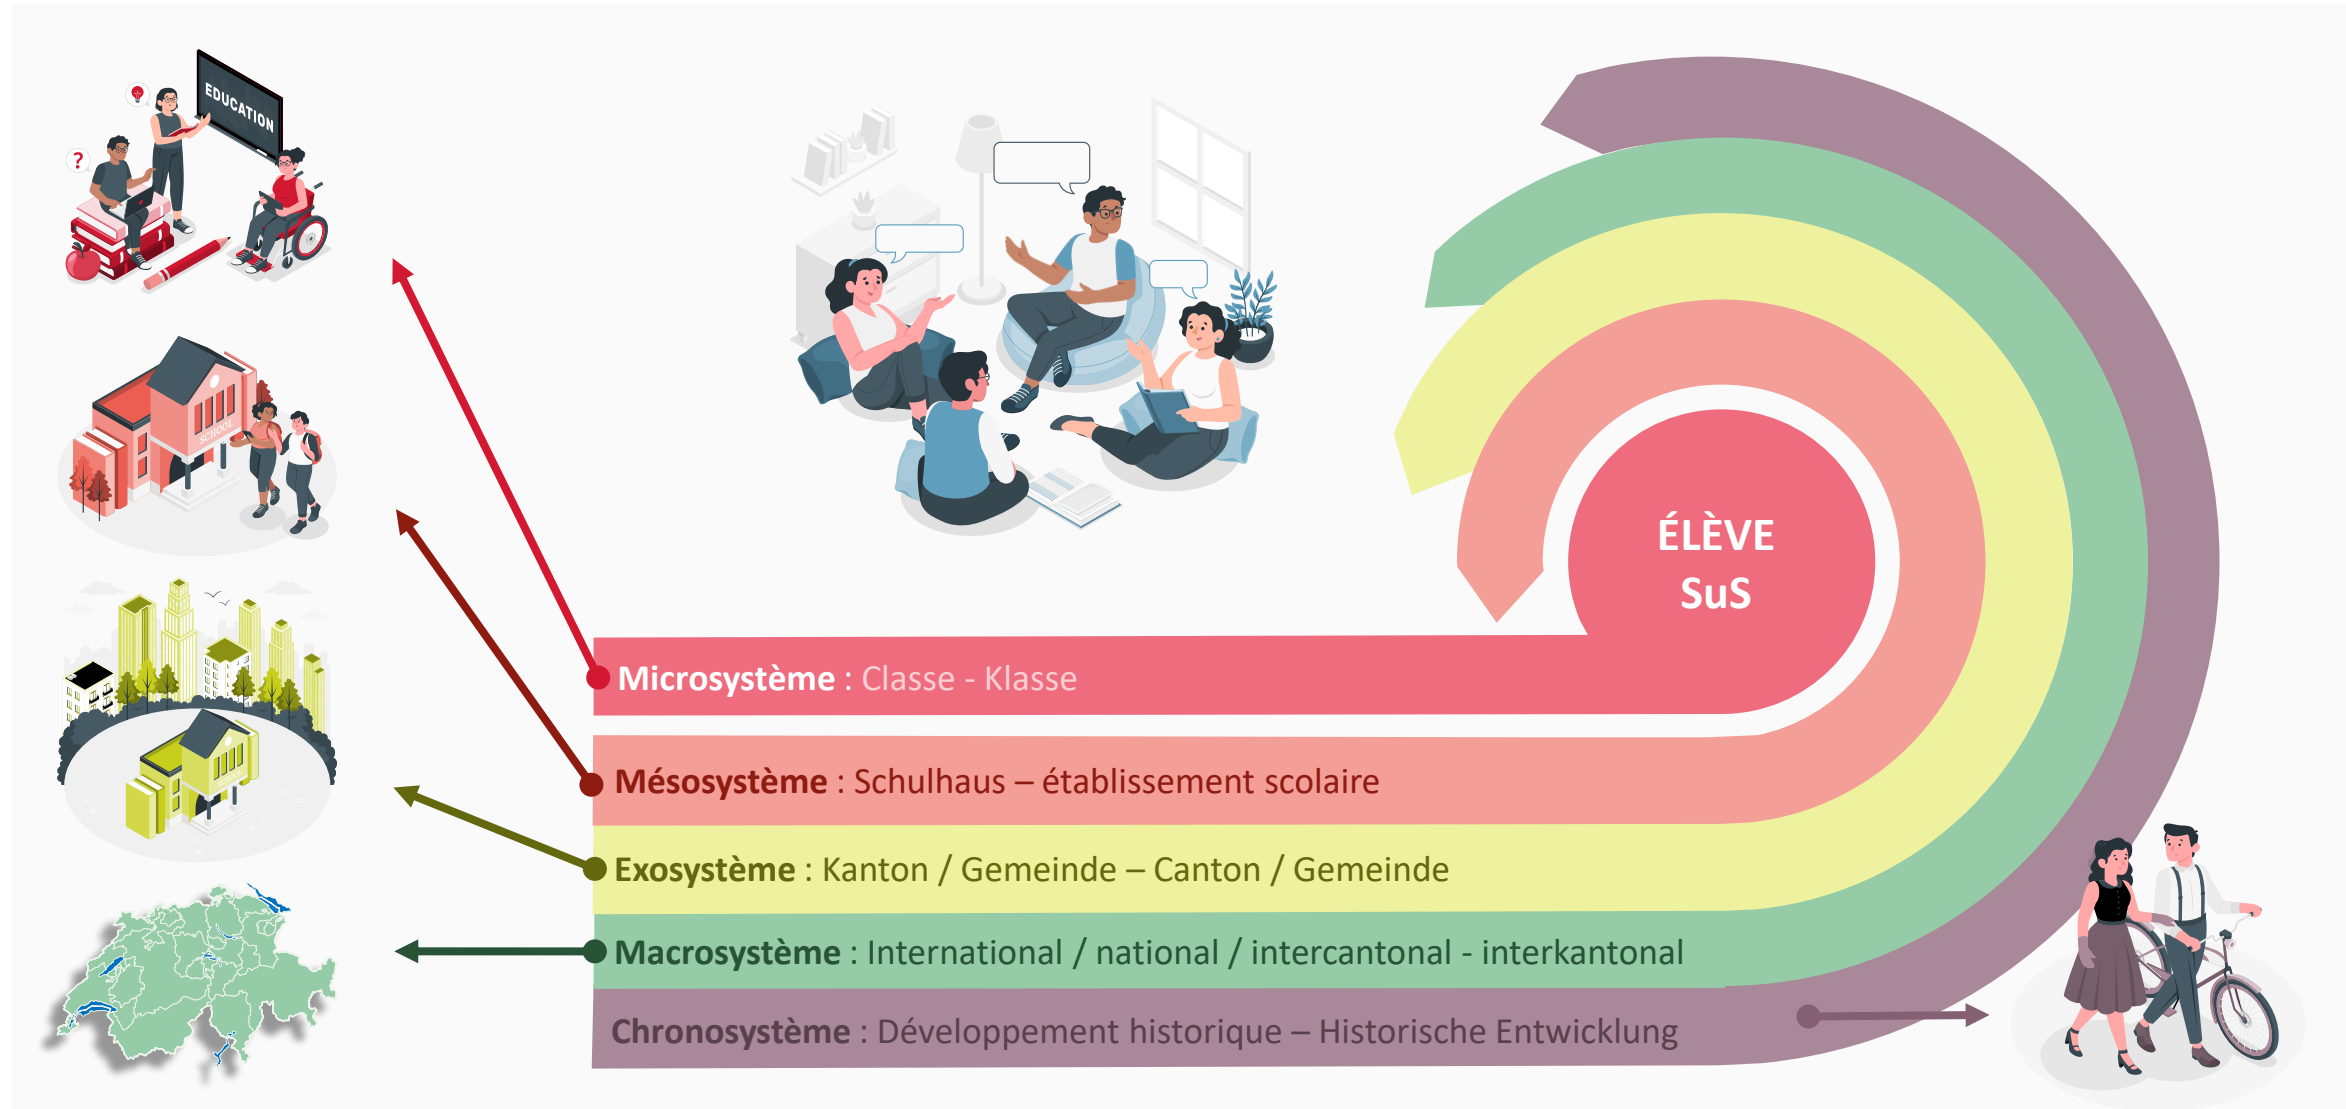 EDUCATION
?
SCHOOL
ÉLÈVE
SuS
Microsystème : Classe - Klasse
Mésosystème : Schulhaus – établissement scolaire
Exosystème : Kanton / Gemeinde – Canton / Gemeinde
Macrosystème : International / national / intercantonal - interkantonal
Chronosystème : Développement historique – Historische Entwicklung